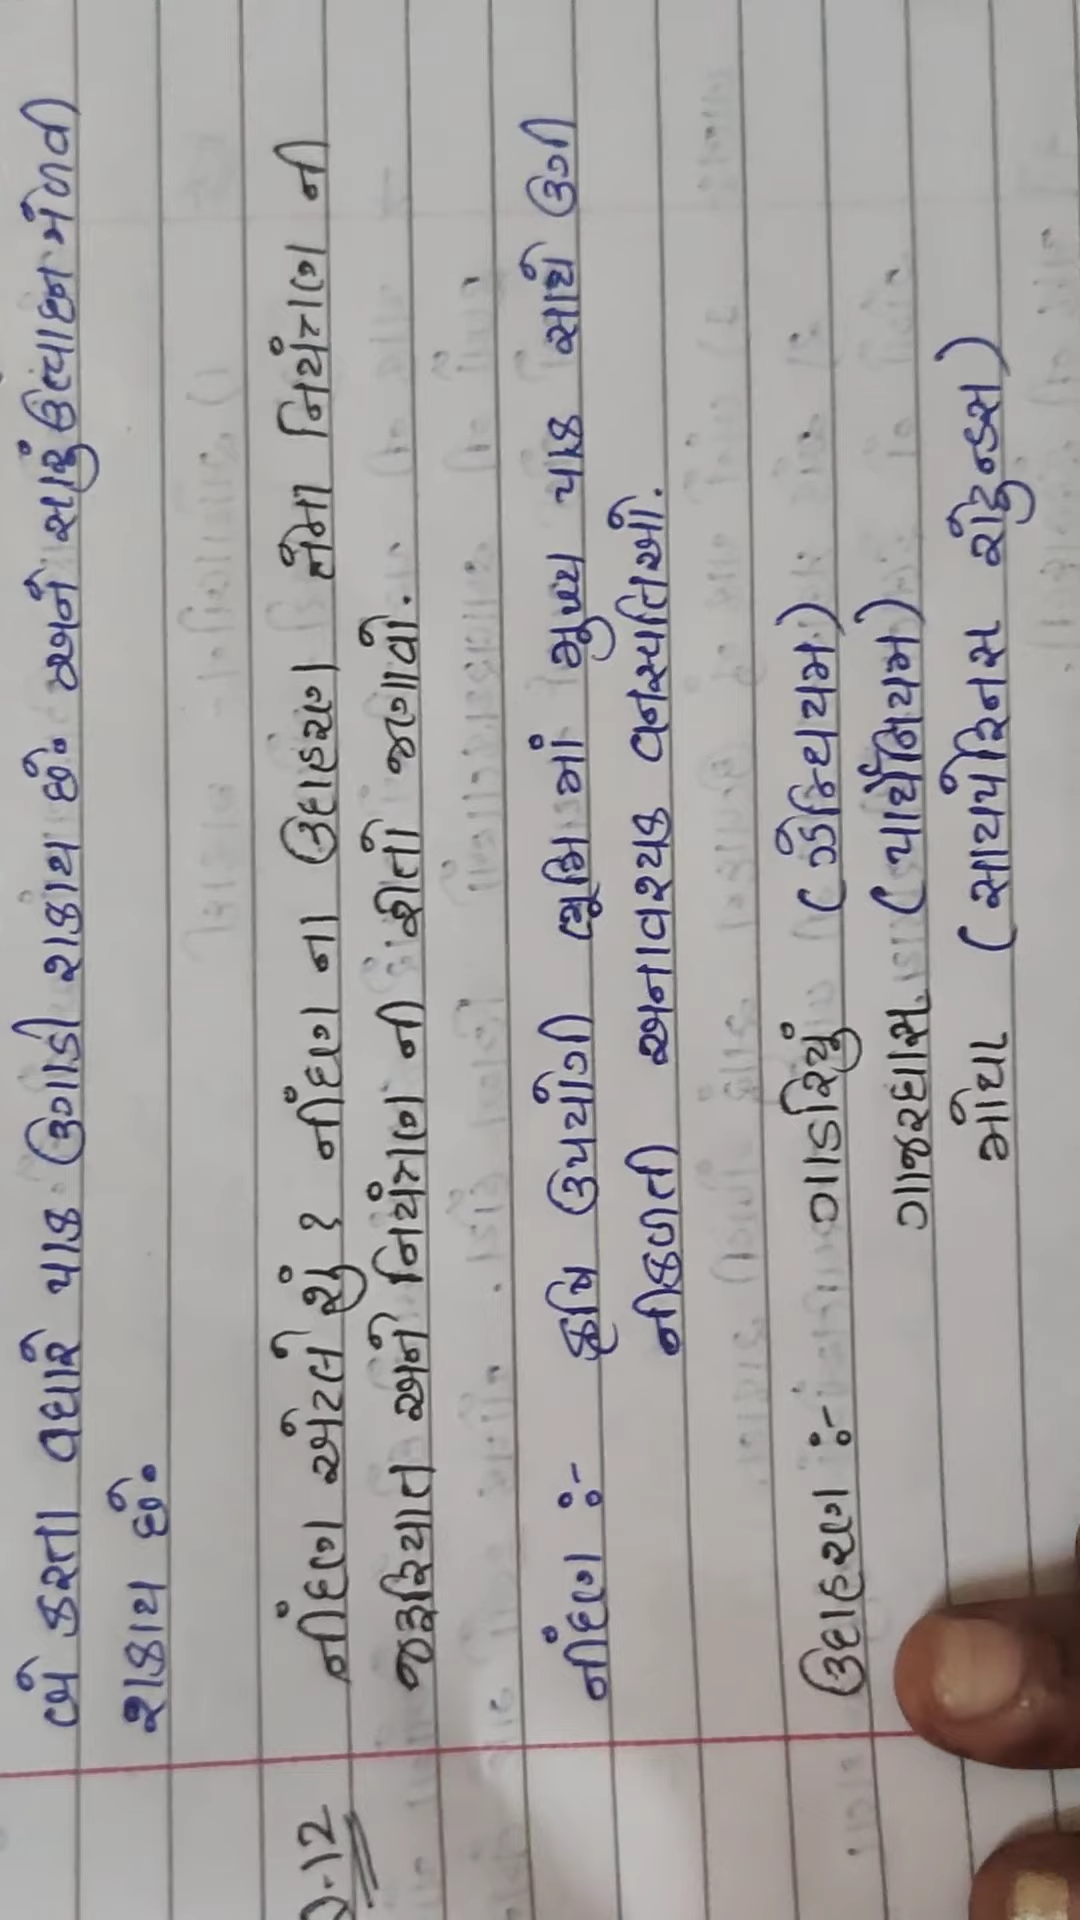 બે કરતા વધારે પાક ઉગાડી શકાય છે. અને સારું ઉત્પાદન મેળવી
શકાય છે.
Q.12 નીંદણ એટલે શું? નીંદણ ના ઉદાહરણ તેમા નિયંત્રણ ની
જરૂરિયાત અને નિયંત્રણ ની રીતો જણાવો.
નીંદણ :- કૃષિ ઉપયોગી ભૂમિ માં મુખ્ય પાક સાથે ઉગી
નીકળતી અનાવશ્યક વનસ્પતિઓ.
ઉદાહરણ :- ગાડરિયું (ઝેન્થિયમ)
ગાજરઘાસ (પાર્થેનિયમ)
મોથા (સાયપેરિનસ રોટુન્ડસ)